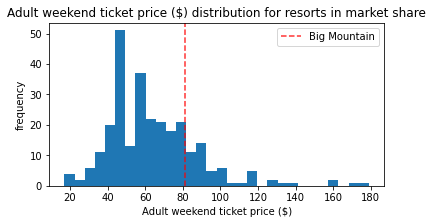 Adult weekend ticket price ($) distribution for resorts in market share
Big Mountain
50
40
30
20
10
0
frequency
20 40 60 80 100 120 140 160 180
Adult weekend ticket price ($)